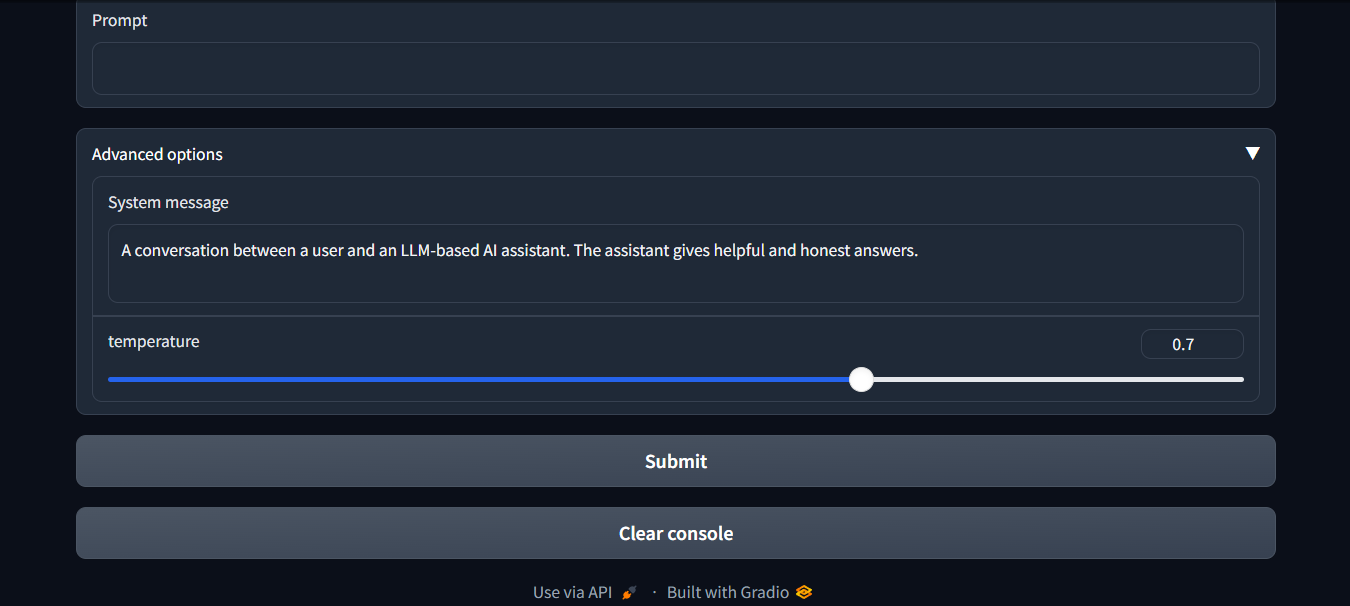 Prompt
Advanced options
System message
A conversation between a user and an LLM-based AI assistant. The assistant gives helpful and honest answers.
temperature
0.7
Submit
Clear console
Use via API · Built with Gradio